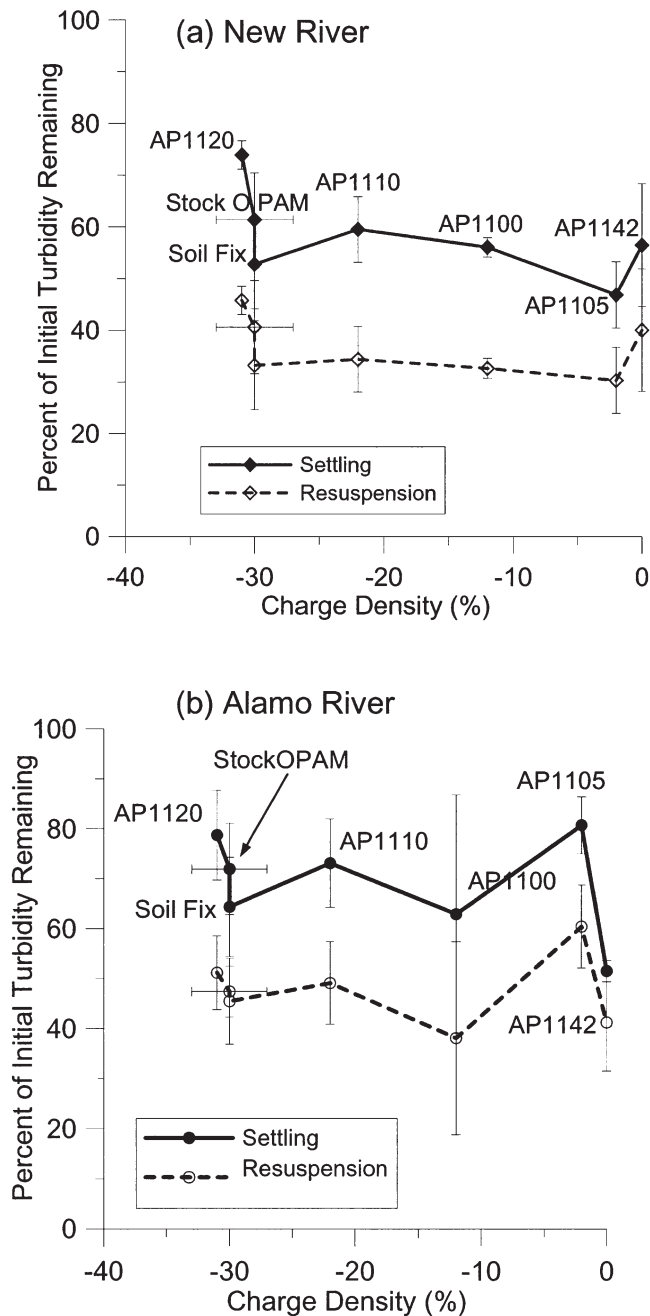 (a) New River
Percent of Initial Turbidity Remaining
100
80
60
40
20
0
AP1120
Stock OPAM
Soil Fix
AP1110
AP1100
AP1142
AP1105
Settling
Resuspension
-40
-30
-20
-10
0
Charge Density (%)
(b) Alamo River
Percent of Initial Turbidity Remaining
100
80
60
40
20
0
StockOPAM
AP1120
Soil Fix
AP1110
AP1100
AP1105
AP1142
Settling
Resuspension
-40
-30
-20
-10
0
Charge Density (%)